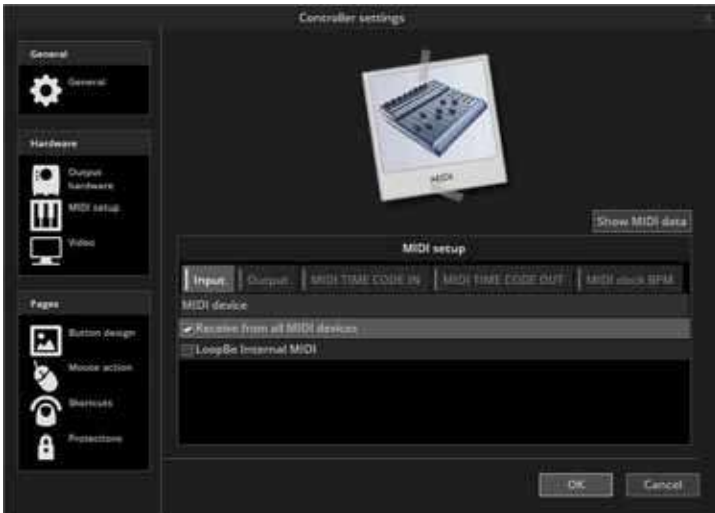 Controller settings
General
General
Hardware
Output
hardware
MIDI setup
Video
Pages
Button design
Mouse action
Shortcuts
Protections
MIDI
Show MIDI data
MIDI setup
Input
Output
MIDI TIME CODE IN
MIDI TIME CODE OUT
MIDI clock BPM
MIDI device
Receive from all MIDI devices
LoopBe Internal MIDI
OK
Cancel